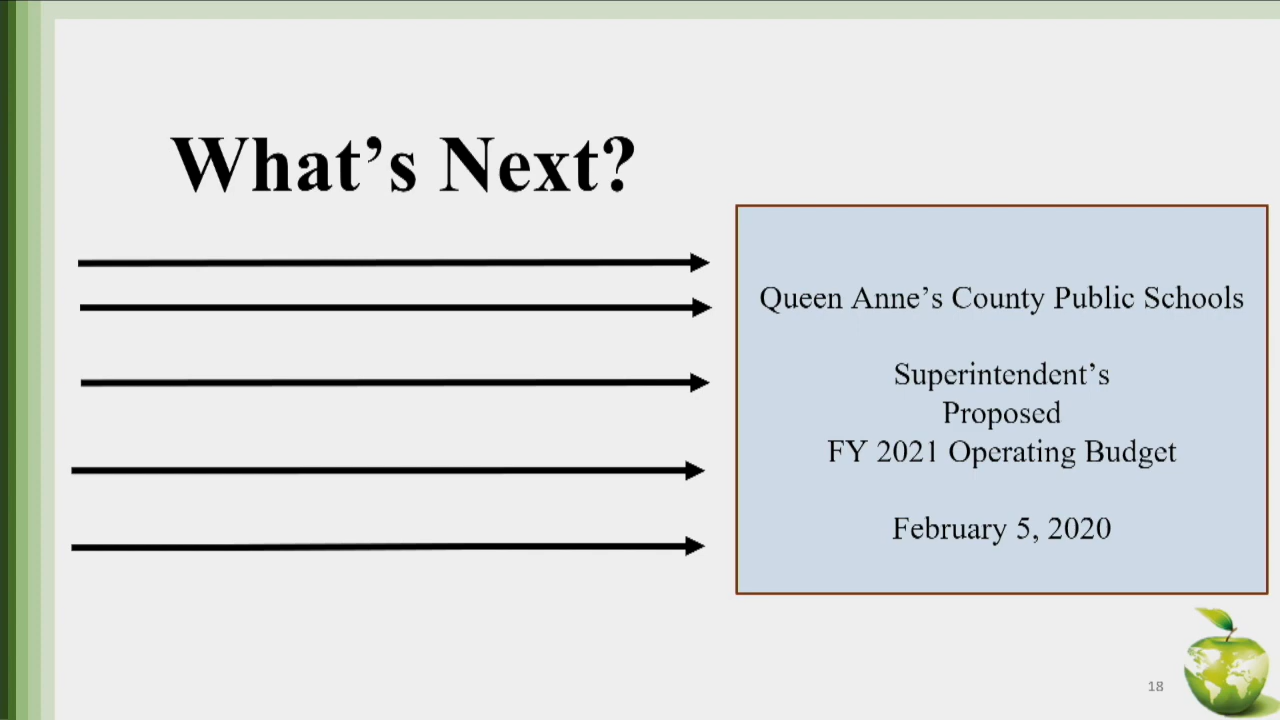 What’s Next?
Queen Anne’s County Public Schools
Superintendent’s
Proposed
FY 2021 Operating Budget
February 5, 2020
18